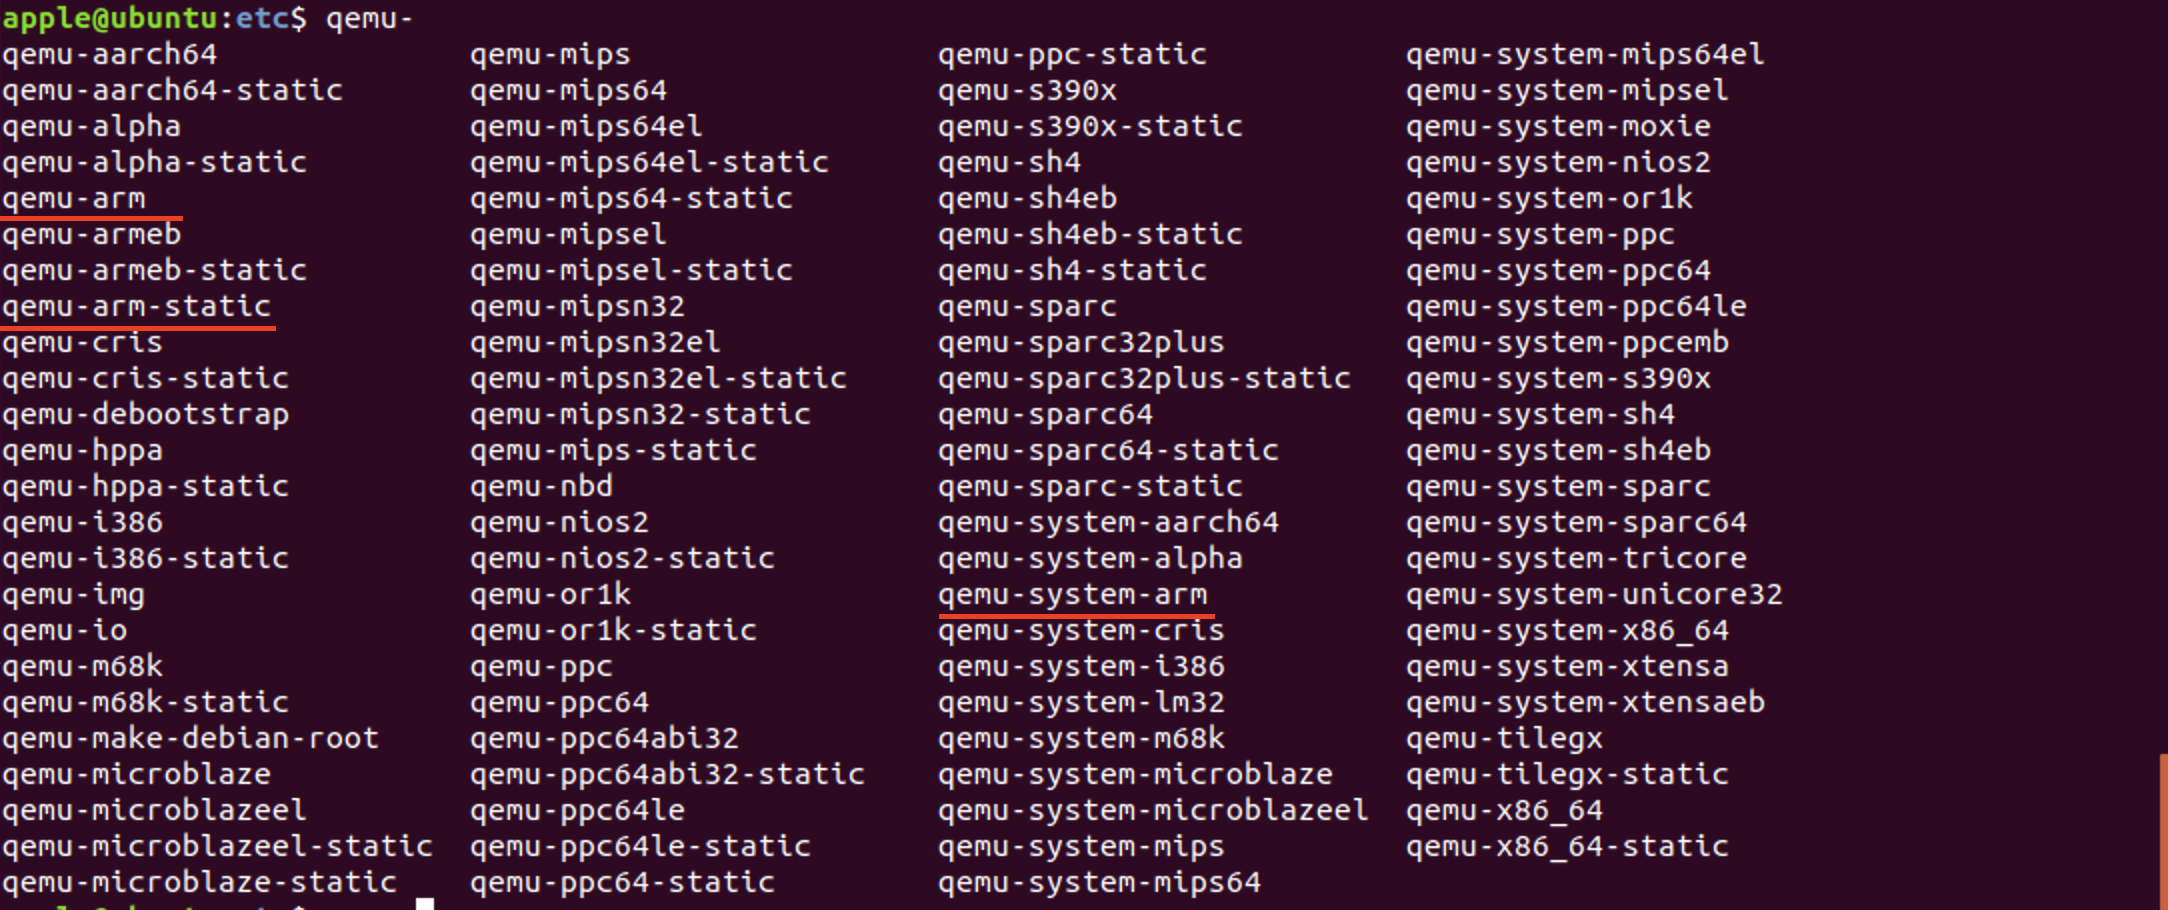 apple@ubuntu:etc$ qemu-
qemu-aarch64 qemu-mips qemu-ppc-static qemu-system-mips64el
qemu-aarch64-static qemu-mips64 qemu-s390x qemu-system-mipsel
qemu-alpha qemu-mips64el qemu-s390x-static qemu-system-moxie
qemu-alpha-static qemu-mips64el-static qemu-sh4 qemu-system-nios2
qemu-arm qemu-mips64-static qemu-sh4eb qemu-system-or1k
qemu-armeb qemu-mipsel qemu-sh4eb-static qemu-system-ppc
qemu-armeb-static qemu-mipsel-static qemu-sh4-static qemu-system-ppc64
qemu-arm-static qemu-mipsn32 qemu-sparc qemu-system-ppc64le
qemu-cris qemu-mipsn32el qemu-sparc32plus qemu-system-ppcemb
qemu-cris-static qemu-mipsn32el-static qemu-sparc32plus-static qemu-system-s390x
qemu-debootstrap qemu-mipsn32-static qemu-sparc64 qemu-system-sh4
qemu-hppa qemu-mips-static qemu-sparc64-static qemu-system-sh4eb
qemu-hppa-static qemu-nbd qemu-sparc-static qemu-system-sparc
qemu-i386 qemu-nios2 qemu-system-aarch64 qemu-system-sparc64
qemu-i386-static qemu-nios2-static qemu-system-alpha qemu-system-tricore
qemu-img qemu-or1k qemu-system-arm qemu-system-unicore32
qemu-io qemu-or1k-static qemu-system-cris qemu-system-x86_64
qemu-m68k qemu-ppc qemu-system-i386 qemu-system-xtensa
qemu-m68k-static qemu-ppc64 qemu-system-lm32 qemu-system-xtensaeb
qemu-make-debian-root qemu-ppc64abi32 qemu-system-m68k qemu-tilegx
qemu-microblaze qemu-ppc64abi32-static qemu-system-microblaze qemu-tilegx-static
qemu-microblazeel qemu-ppc64le qemu-system-microblazeel qemu-x86_64
qemu-microblazeel-static qemu-ppc64le-static qemu-system-mips qemu-x86_64-static
qemu-microblaze-static qemu-ppc64-static qemu-system-mips64